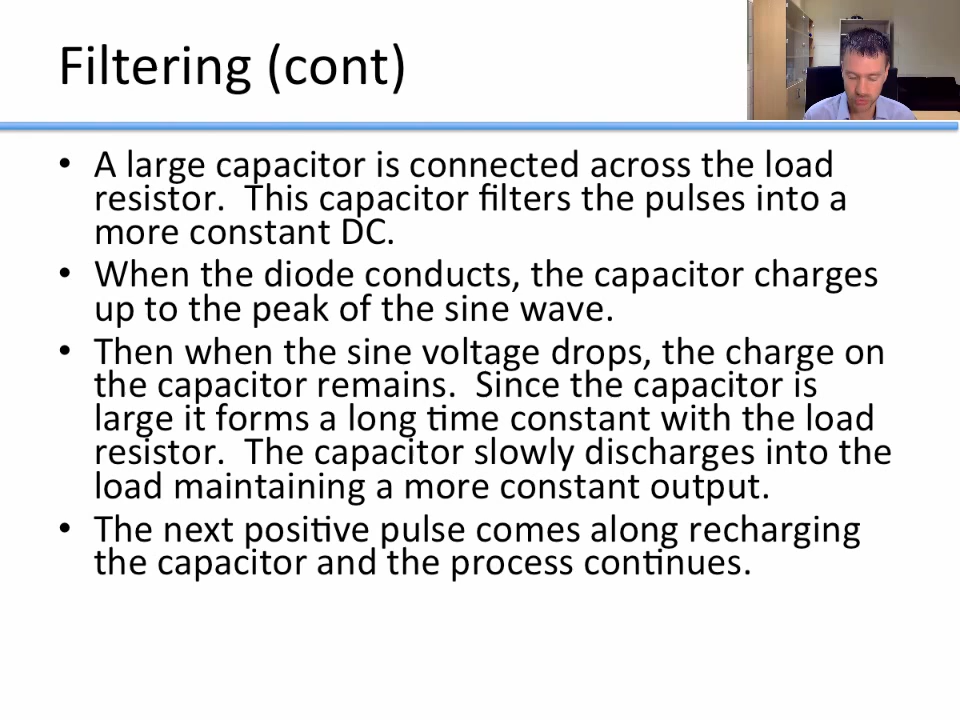 Filtering (cont)
• A large capacitor is connected across the load
resistor.  This capacitor filters the pulses into a
more constant DC.
• When the diode conducts, the capacitor charges
up to the peak of the sine wave.
• Then when the sine voltage drops, the charge on
the capacitor remains.  Since the capacitor is
large it forms a long time constant with the load
resistor.  The capacitor slowly discharges into the
load maintaining a more constant output.
• The next positive pulse comes along recharging
the capacitor and the process continues.